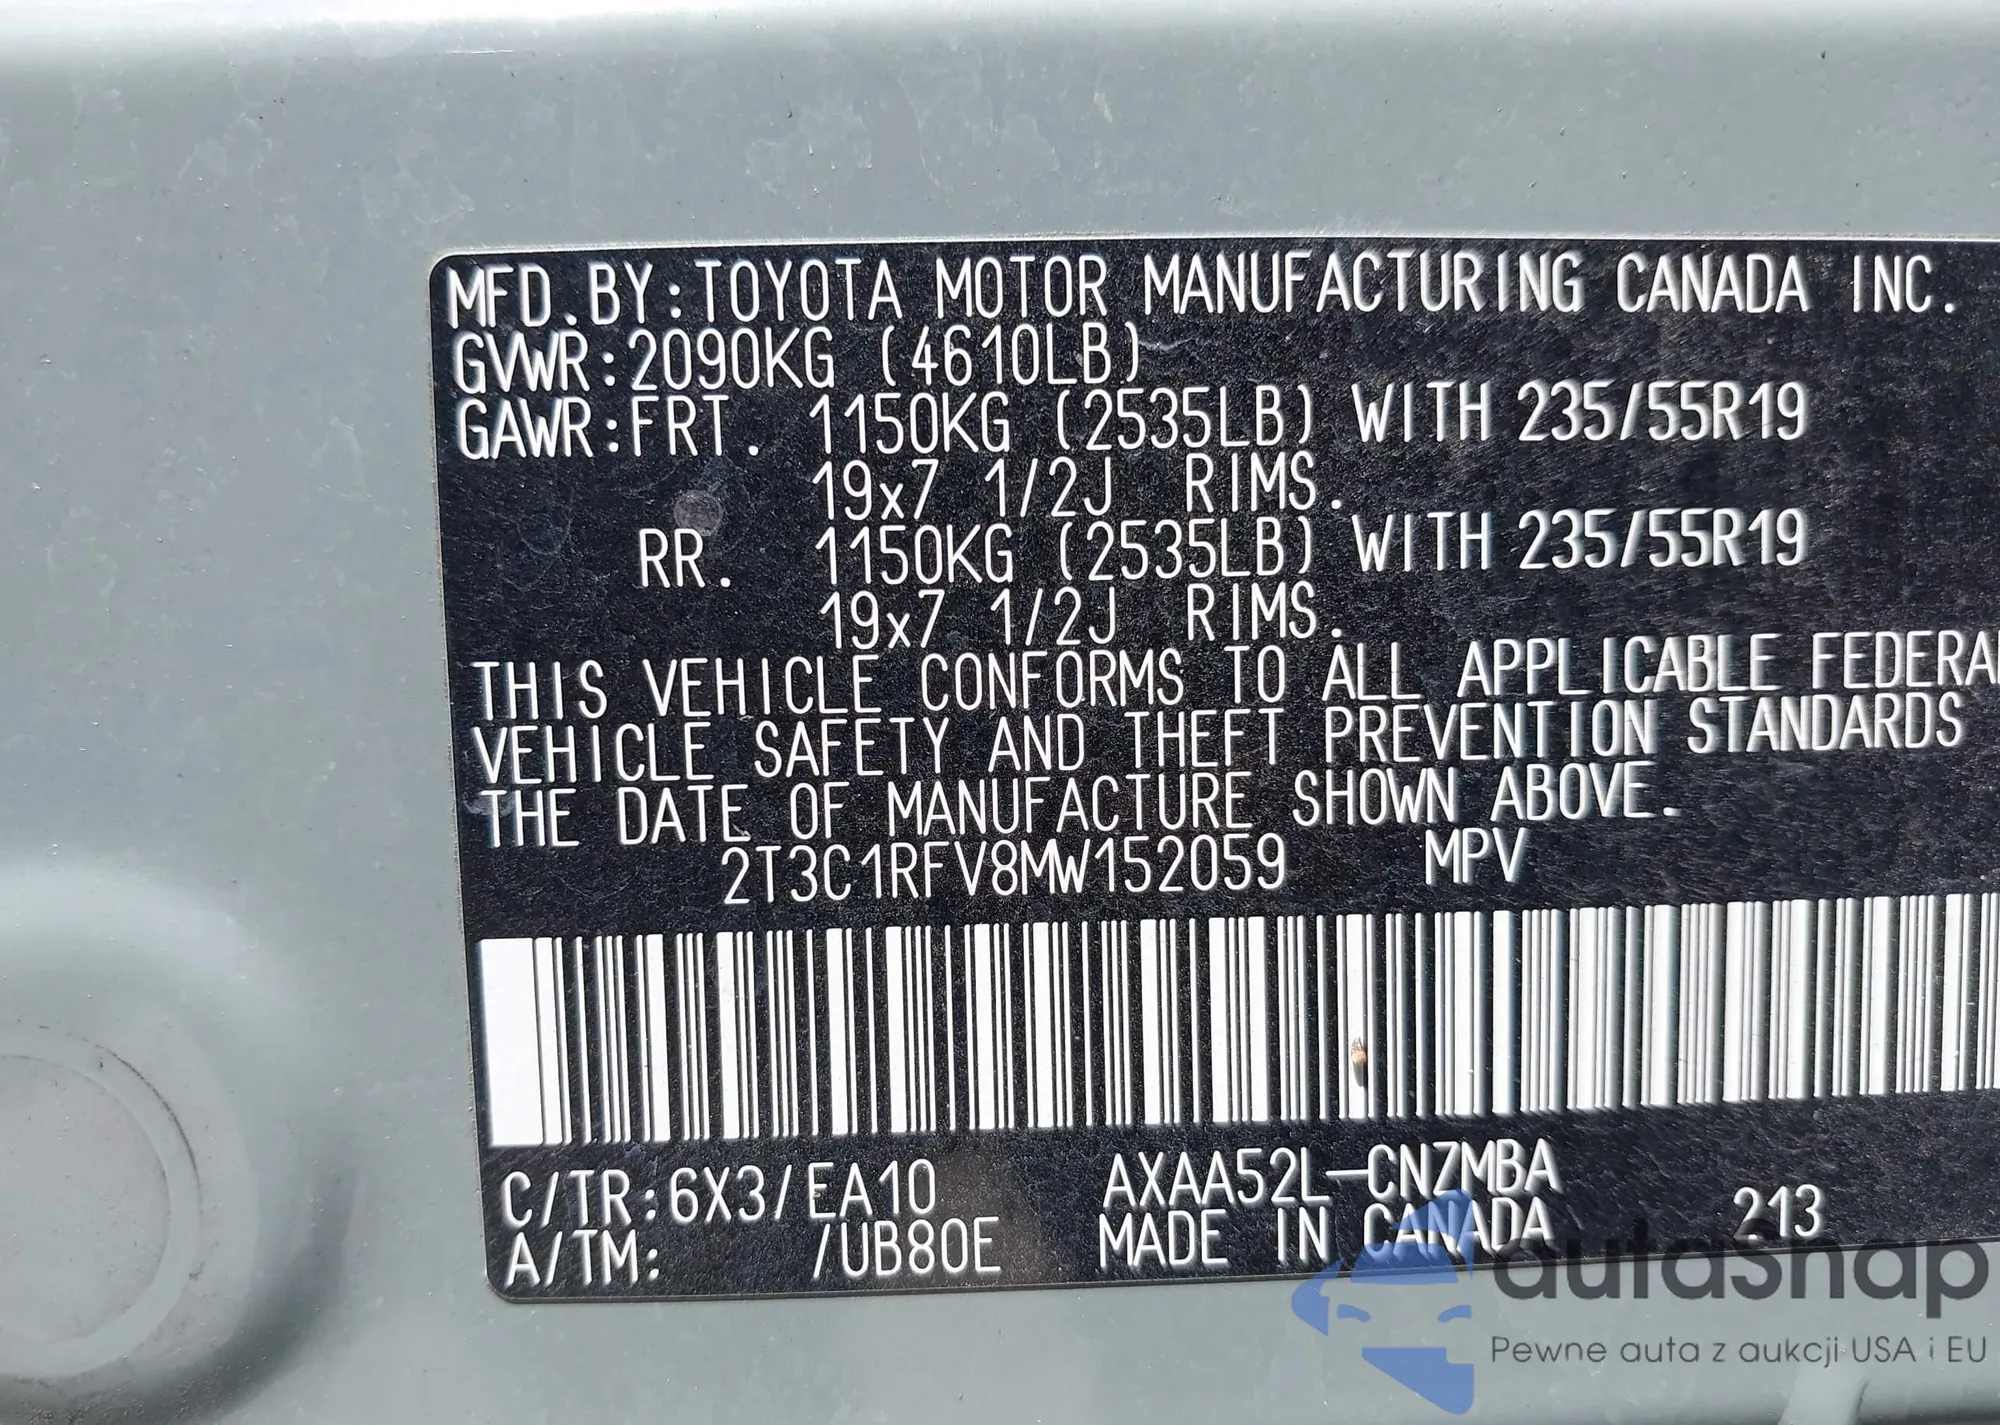 MFD.BY:TOYOTA MOTOR MANUFACTURING CANADA INC.
GVWR:2090KG (4610LB)
GAWR:FRT. 1150KG (2535LB) WITH 235/55R19
19x7 1/2J RIMS.
RR. 1150KG (2535LB) WITH 235/55R19
19x7 1/2J RIMS.
THIS VEHICLE CONFORMS TO ALL APPLICABLE FEDERAL
VEHICLE SAFETY AND THEFT PREVENTION STANDARDS
THE DATE OF MANUFACTURE SHOWN ABOVE.
2T3C1RFV8MW152059 MPV
C/TR:6X3/EA10 AXAA52L-CNZMBA
A/TM: /UB80E MADE IN CANADA 213
autaSnap
Pewne auta z aukcji USA i EU